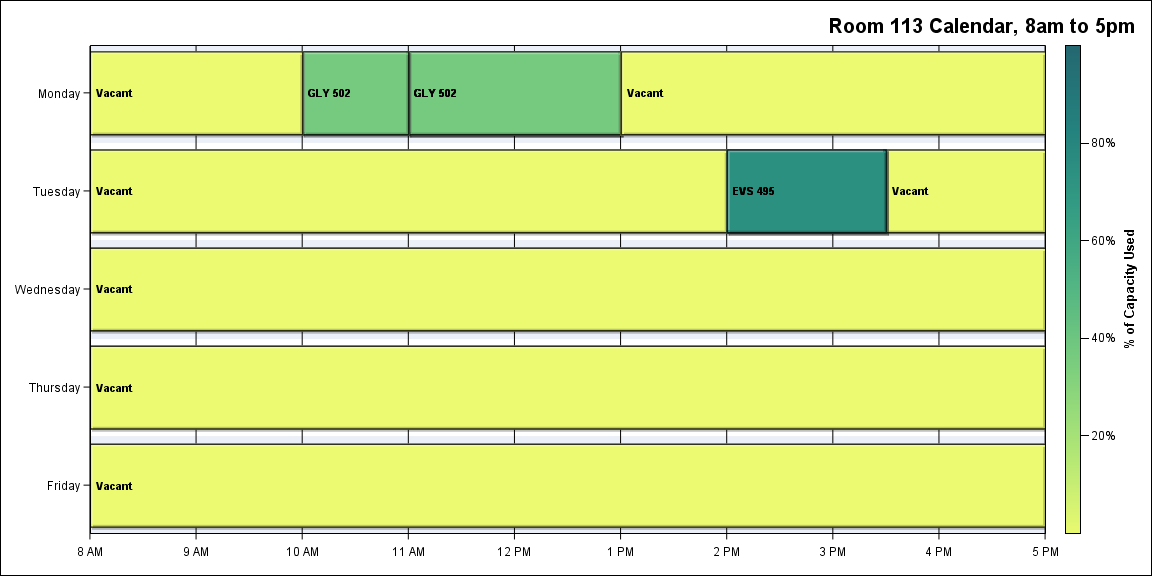 Room 113 Calendar, 8am to 5pm
Monday
Vacant
GLY 502
GLY 502
Vacant
Tuesday
Vacant
EVS 495
Vacant
Wednesday
Vacant
Thursday
Vacant
Friday
Vacant
8 AM
9 AM
10 AM
11 AM
12 PM
1 PM
2 PM
3 PM
4 PM
5 PM
80%
60%
40%
20%
% of Capacity Used